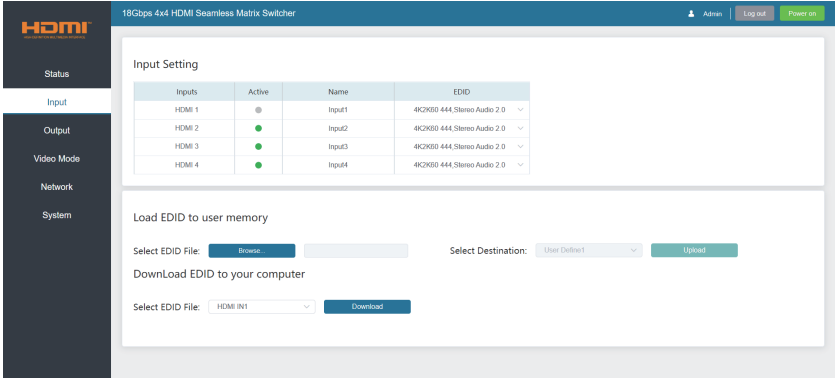 HDMI
18Gbps 4x4 HDMI Seamless Matrix Switcher
Admin
Log out
Power on
Status
Input
Output
Video Mode
Network
System
Input Setting
Inputs Active Name EDID
HDMI 1 Input1 4K2K60 444,Stereo Audio 2.0
HDMI 2 Input2 4K2K60 444,Stereo Audio 2.0
HDMI 3 Input3 4K2K60 444,Stereo Audio 2.0
HDMI 4 Input4 4K2K60 444,Stereo Audio 2.0
Load EDID to user memory
Select EDID File: Browse... Select Destination: User Define1 Upload
DownLoad EDID to your computer
Select EDID File: HDMI IN1 Download